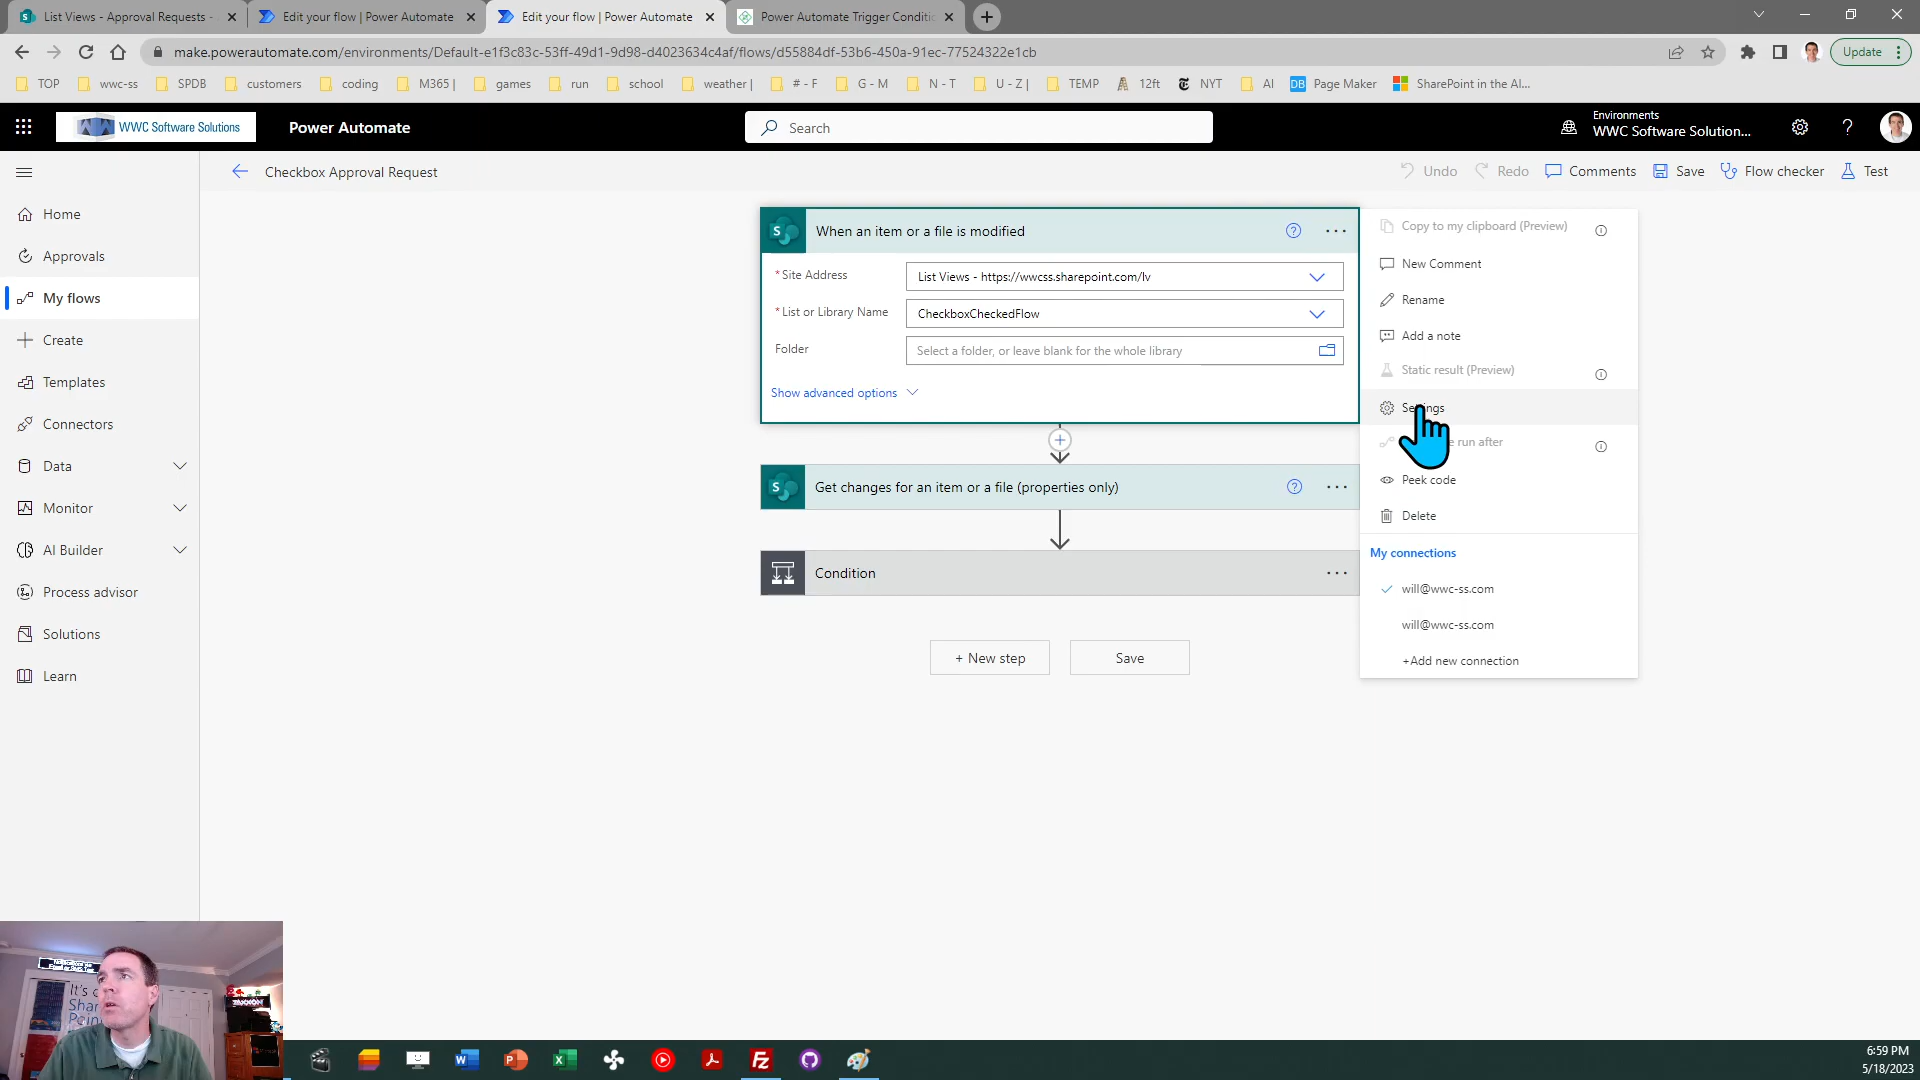 List Views - Approval Requests -
Edit your flow | Power Automate
Edit your flow | Power Automate
Power Automate Trigger Conditi
make.powerautomate.com/environments/Default-e1f3c83c-53ff-49d1-9d98-d4023634c4af/flows/d55884df-53b6-450a-91ec-77524322e1cb
Update
TOP
wwc-ss
SPDB
customers
coding
M365 |
games
run
school
weather |
# - F
G - M
N - T
U - Z |
TEMP
12ft
NYT
AI
DB Page Maker
SharePoint in the AI...
WWC Software Solutions
Power Automate
Search
Environments
WWC Software Solution...
Checkbox Approval Request
Undo
Redo
Comments
Save
Flow checker
Test
Home
Approvals
My flows
Create
Templates
Connectors
Data
Monitor
AI Builder
Process advisor
Solutions
Learn
When an item or a file is modified
* Site Address
List Views - https://wwcss.sharepoint.com/lv
* List or Library Name
CheckboxCheckedFlow
Folder
Select a folder, or leave blank for the whole library
Show advanced options
Get changes for an item or a file (properties only)
Condition
+ New step
Save
Copy to my clipboard (Preview)
New Comment
Rename
Add a note
Static result (Preview)
Settings
run after
Peek code
Delete
My connections
will@wwc-ss.com
will@wwc-ss.com
+Add new connection
6:59 PM
5/18/2023